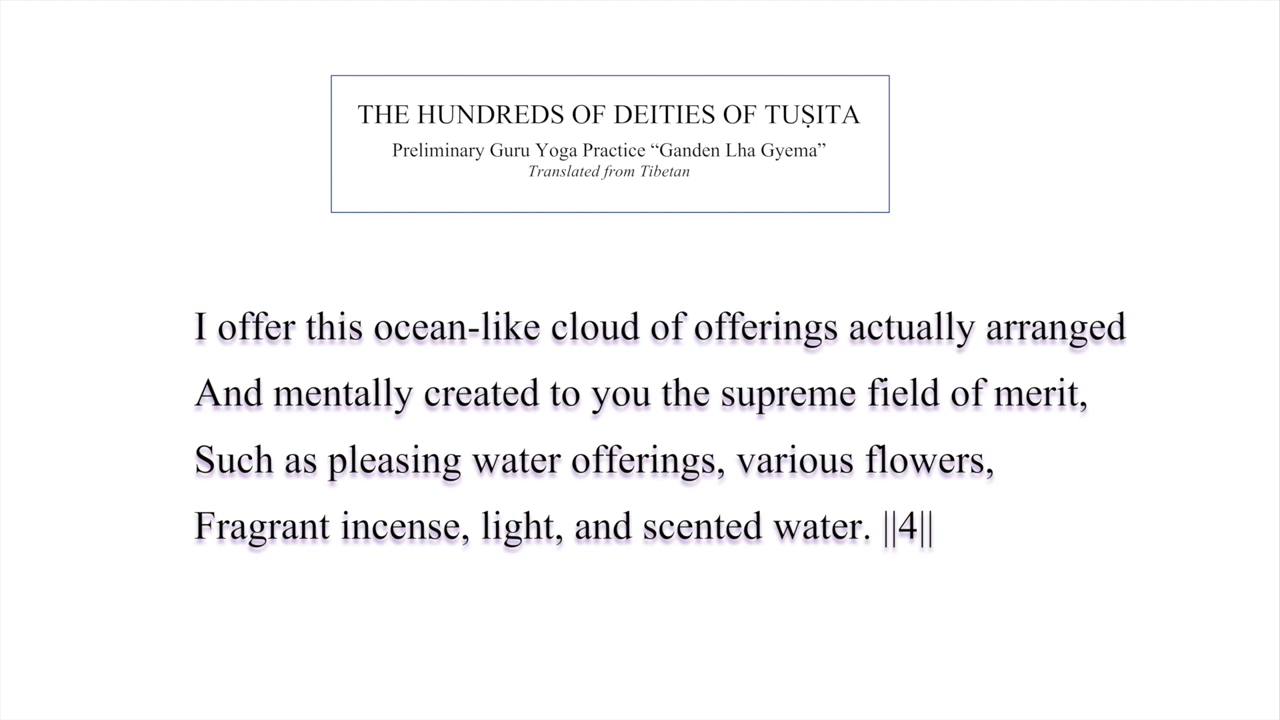 THE HUNDREDS OF DEITIES OF TUṢITA
Preliminary Guru Yoga Practice “Ganden Lha Gyema”
Translated from Tibetan
I offer this ocean-like cloud of offerings actually arranged
And mentally created to you the supreme field of merit,
Such as pleasing water offerings, various flowers,
Fragrant incense, light, and scented water. ||4||